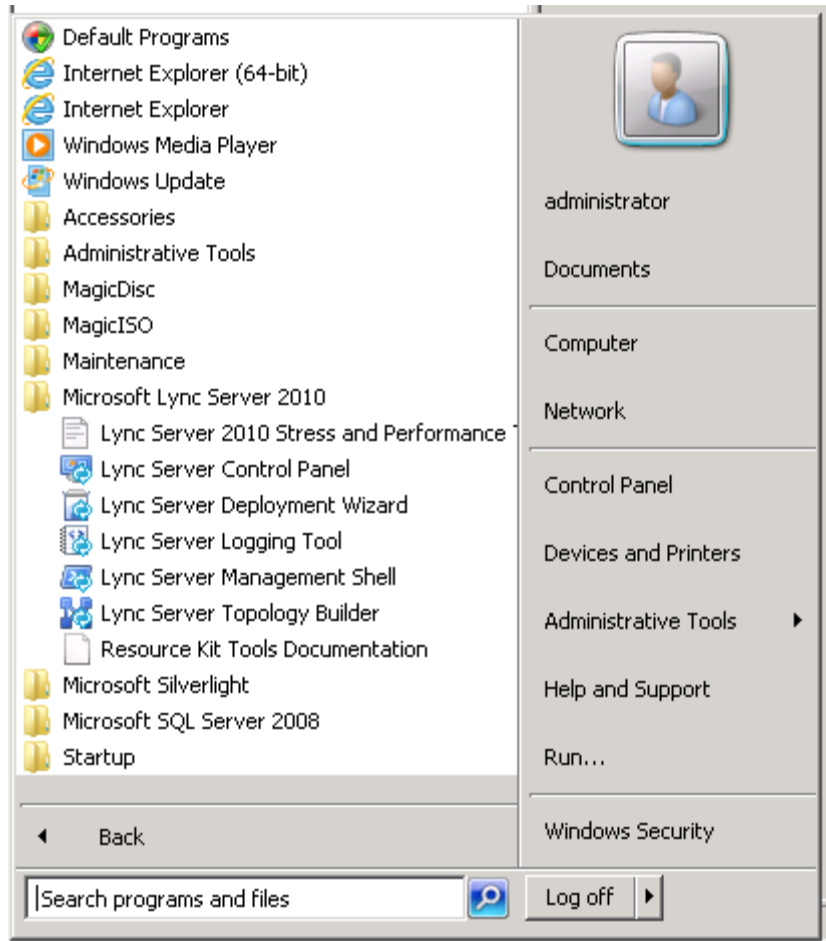 Default Programs
Internet Explorer (64-bit)
Internet Explorer
Windows Media Player
Windows Update
Accessories
Administrative Tools
MagicDisc
MagicISO
Maintenance
Microsoft Lync Server 2010
Lync Server 2010 Stress and Performance
Lync Server Control Panel
Lync Server Deployment Wizard
Lync Server Logging Tool
Lync Server Management Shell
Lync Server Topology Builder
Resource Kit Tools Documentation
Microsoft Silverlight
Microsoft SQL Server 2008
Startup
Back
Search programs and files
administrator
Documents
Computer
Network
Control Panel
Devices and Printers
Administrative Tools
Help and Support
Run...
Windows Security
Log off